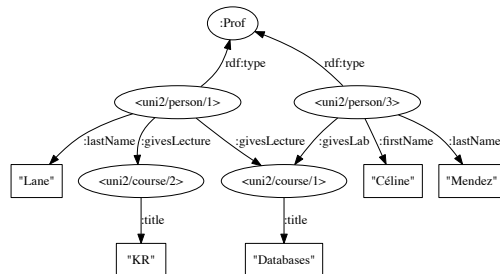 :Prof
rdf:type rdf:type
<uni2/person/1> <uni2/person/3>
:lastName :givesLecture :givesLecture :givesLab :firstName :lastName
"Lane" <uni2/course/2> <uni2/course/1> "Céline" "Mendez"
:title :title
"KR" "Databases"